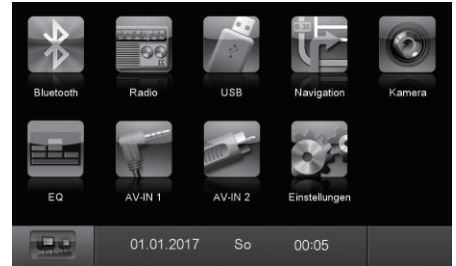 Bluetooth Radio USB Navigation Kamera
EQ AV-IN 1 AV-IN 2 Einstellungen
01.01.2017 So 00:05